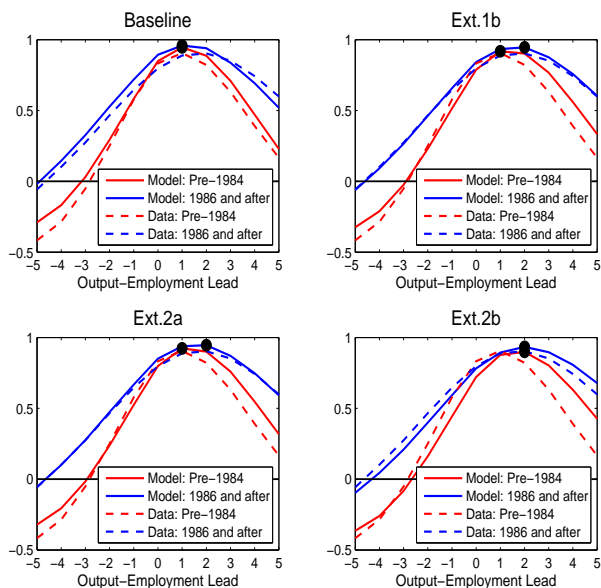 Baseline
1
0.5
0
−0.5
−5 −4 −3 −2 −1 0 1 2 3 4 5
Output−Employment Lead
Model: Pre−1984
Model: 1986 and after
Data: Pre−1984
Data: 1986 and after
Ext.1b
1
0.5
0
−0.5
−5 −4 −3 −2 −1 0 1 2 3 4 5
Output−Employment Lead
Model: Pre−1984
Model: 1986 and after
Data: Pre−1984
Data: 1986 and after
Ext.2a
1
0.5
0
−0.5
−5 −4 −3 −2 −1 0 1 2 3 4 5
Output−Employment Lead
Model: Pre−1984
Model: 1986 and after
Data: Pre−1984
Data: 1986 and after
Ext.2b
1
0.5
0
−0.5
−5 −4 −3 −2 −1 0 1 2 3 4 5
Output−Employment Lead
Model: Pre−1984
Model: 1986 and after
Data: Pre−1984
Data: 1986 and after